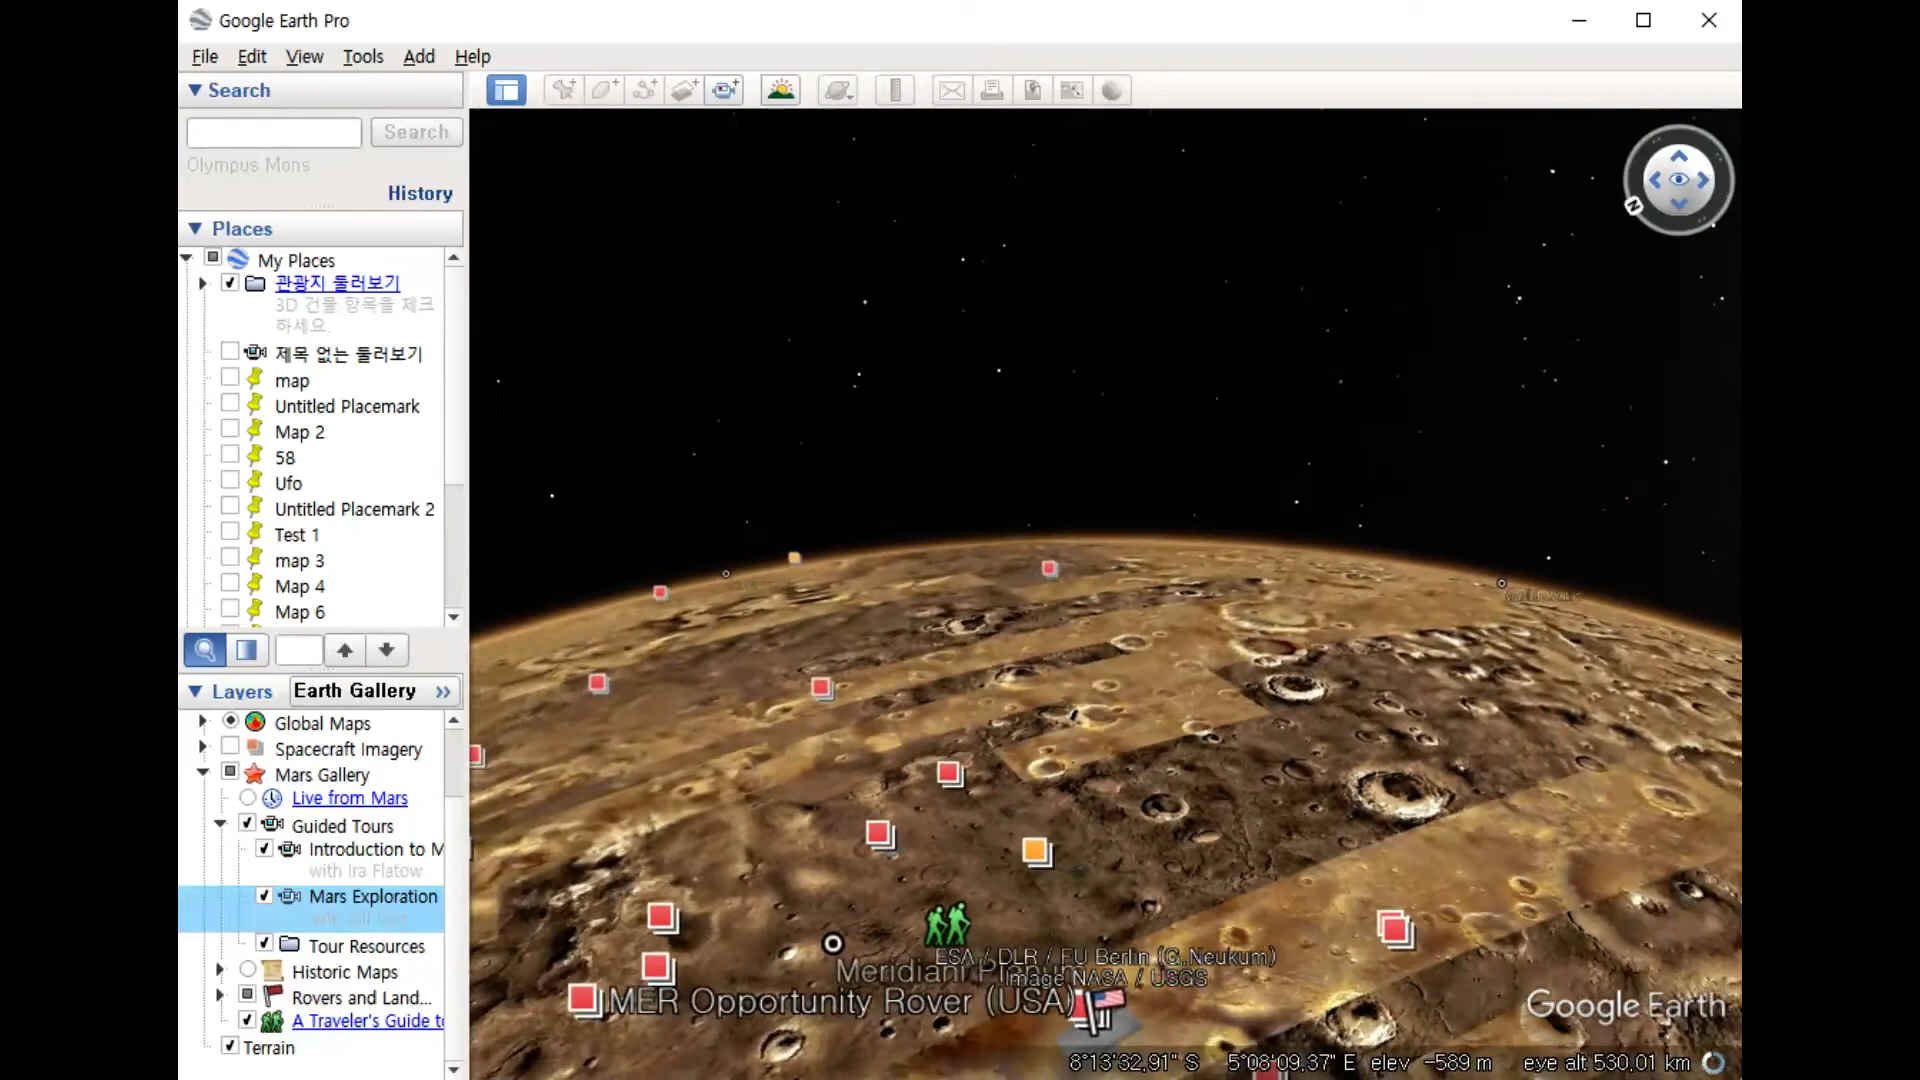 Google Earth Pro
File Edit View Tools Add Help
Search
Search
Olympus Mons
History
Places
My Places
관광지 둘러보기
3D 건물 항목을 체크
하세요.
제목 없는 둘러보기
map
Untitled Placemark
Map 2
58
Ufo
Untitled Placemark 2
Test 1
map 3
Map 4
Map 6
Layers
Earth Gallery »
Global Maps
Spacecraft Imagery
Mars Gallery
Live from Mars
Guided Tours
Introduction to M
with Ira Flatow
Mars Exploration
Tour Resources
Historic Maps
Rovers and Land...
A Traveler's Guide to
Terrain
N
ESA / DLR / FU Berlin (G.Neukum)
Meridiani Planum
Image NASA / USGS
MER Opportunity Rover (USA)
Google Earth
8°13'32.91" S 5°08'09.37" E elev -589 m eye alt 530.01 km